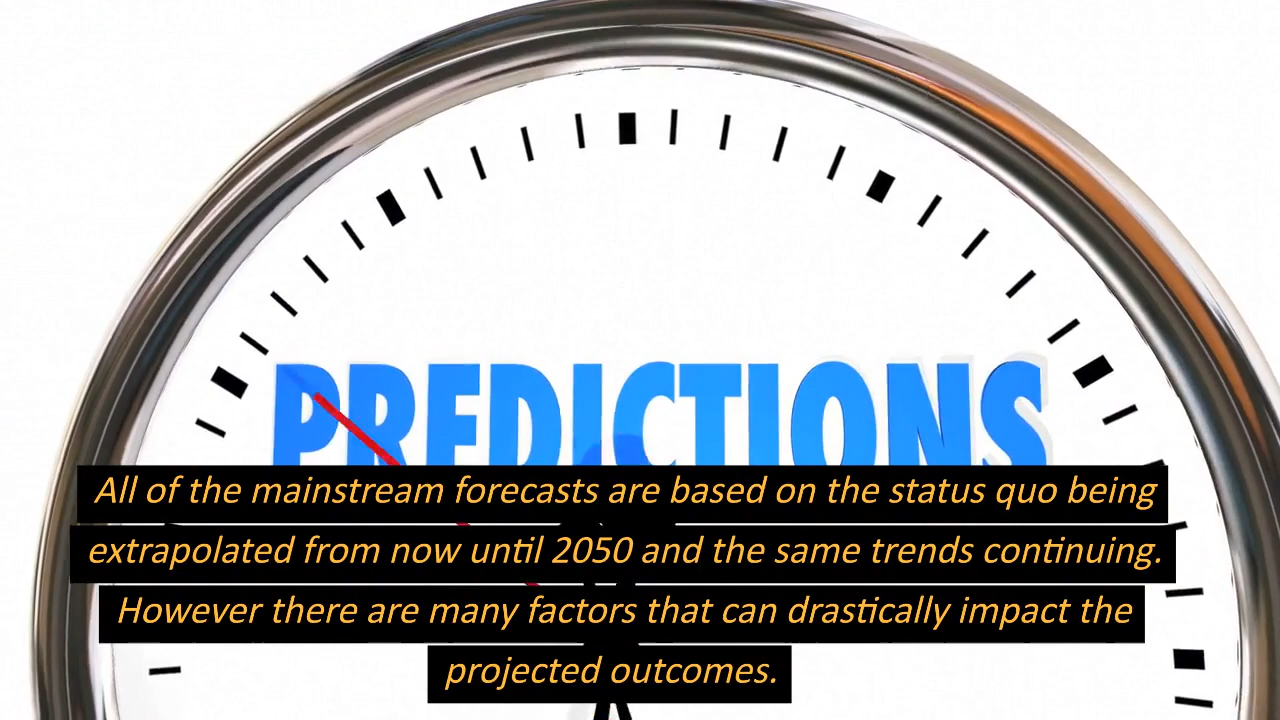 PREDICTIONS
All of the mainstream forecasts are based on the status quo being
extrapolated from now until 2050 and the same trends continuing.
However there are many factors that can drastically impact the
projected outcomes.